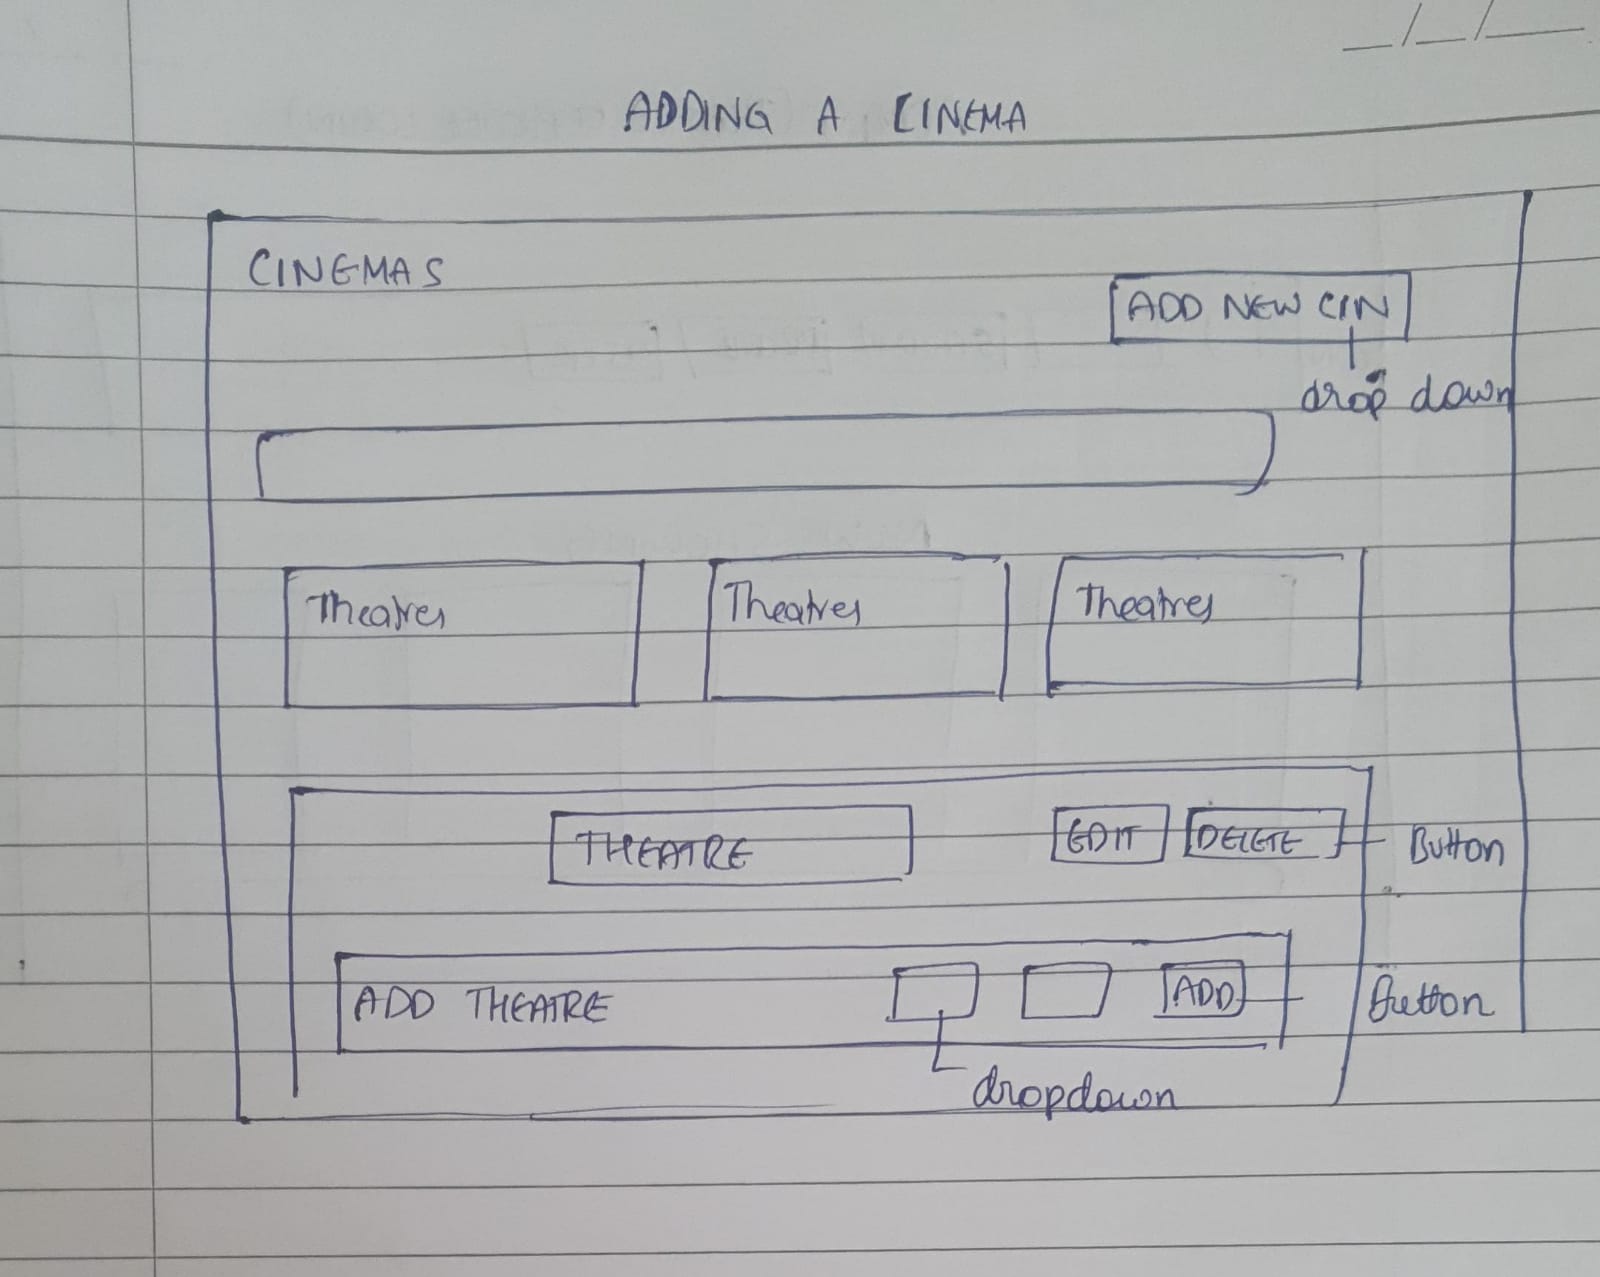 ADDING A CINEMA
CINEMAS
ADD NEW CIN
drop down
Theatres Theatres Theatres
THEATRE EDIT DELETE Button
ADD THEATRE ADD Button
dropdown